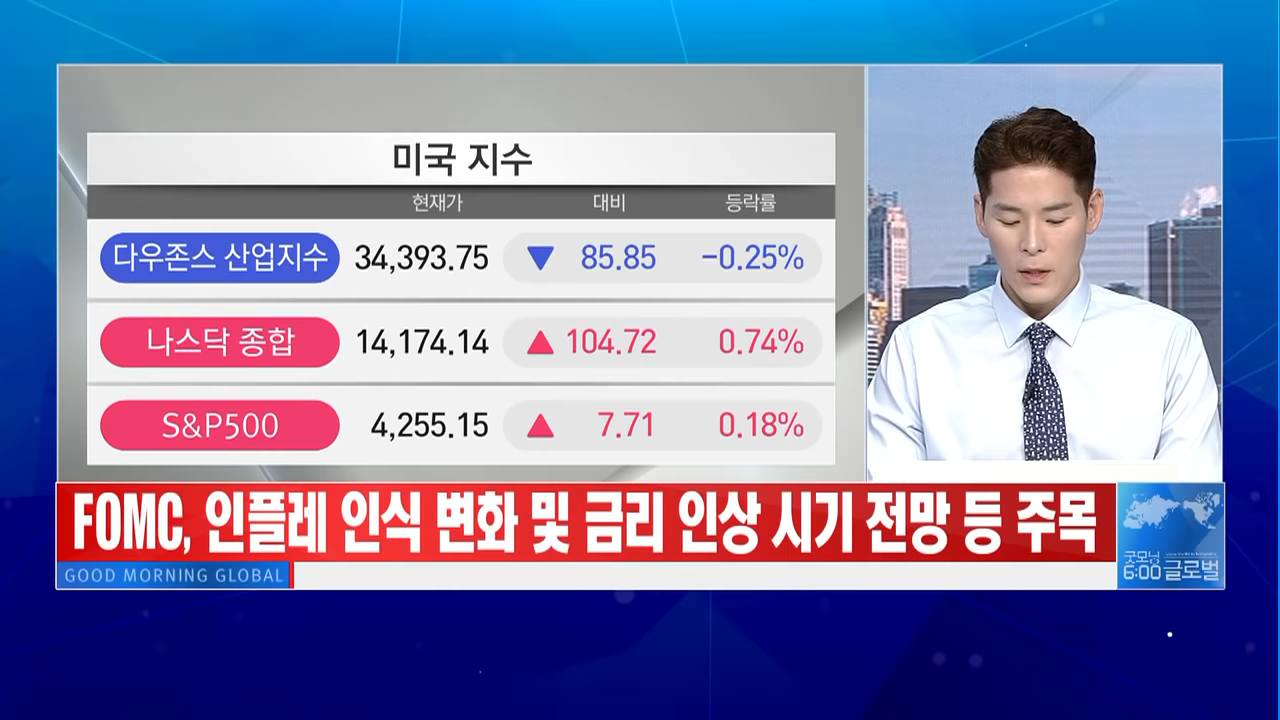 미국 지수
현재가 대비 등락률
다우존스 산업지수 34,393.75 ▼ 85.85 -0.25%
나스닥 종합 14,174.14 ▲ 104.72 0.74%
S&P500 4,255.15 ▲ 7.71 0.18%
FOMC, 인플레 인식 변화 및 금리 인상 시기 전망 등 주목
GOOD MORNING GLOBAL
굿모닝
6:00 글로벌